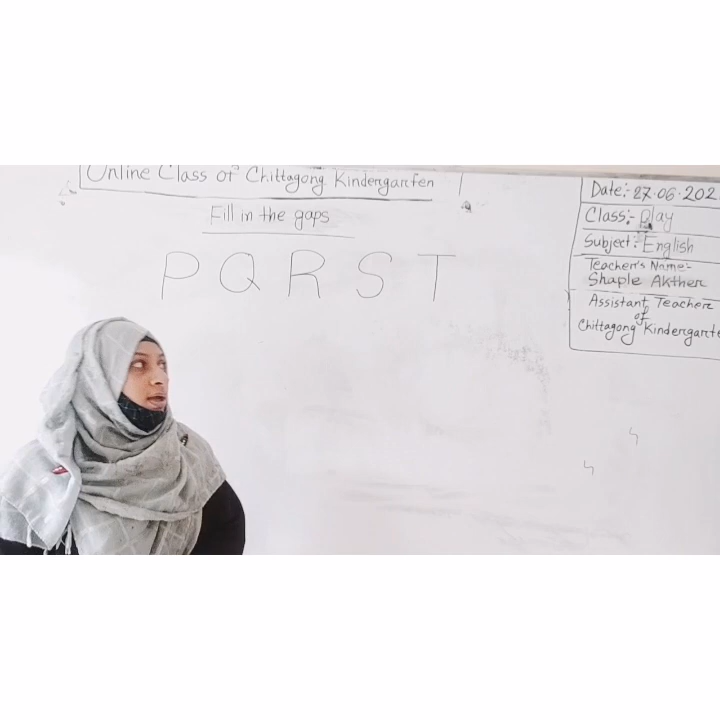 Online Class of Chittagong Kindergarten
Fill in the gaps
P Q R S T
Date:- 27.06.202
Class:- Play
Subject:- English
Teacher's Name:-
Shaple Akther
Assistant Teacher
of
Chittagong Kindergarte